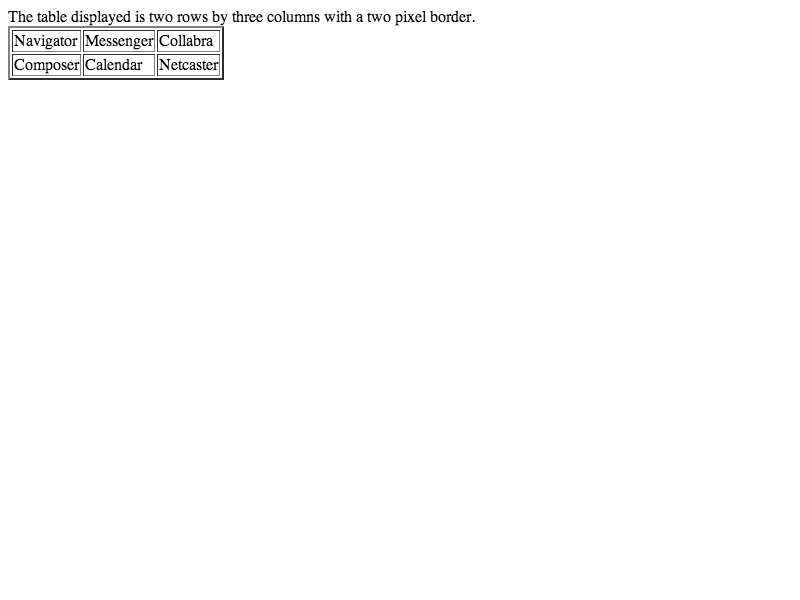 The table displayed is two rows by three columns with a two pixel border.
Navigator Messenger Collabra
Composer Calendar Netcaster